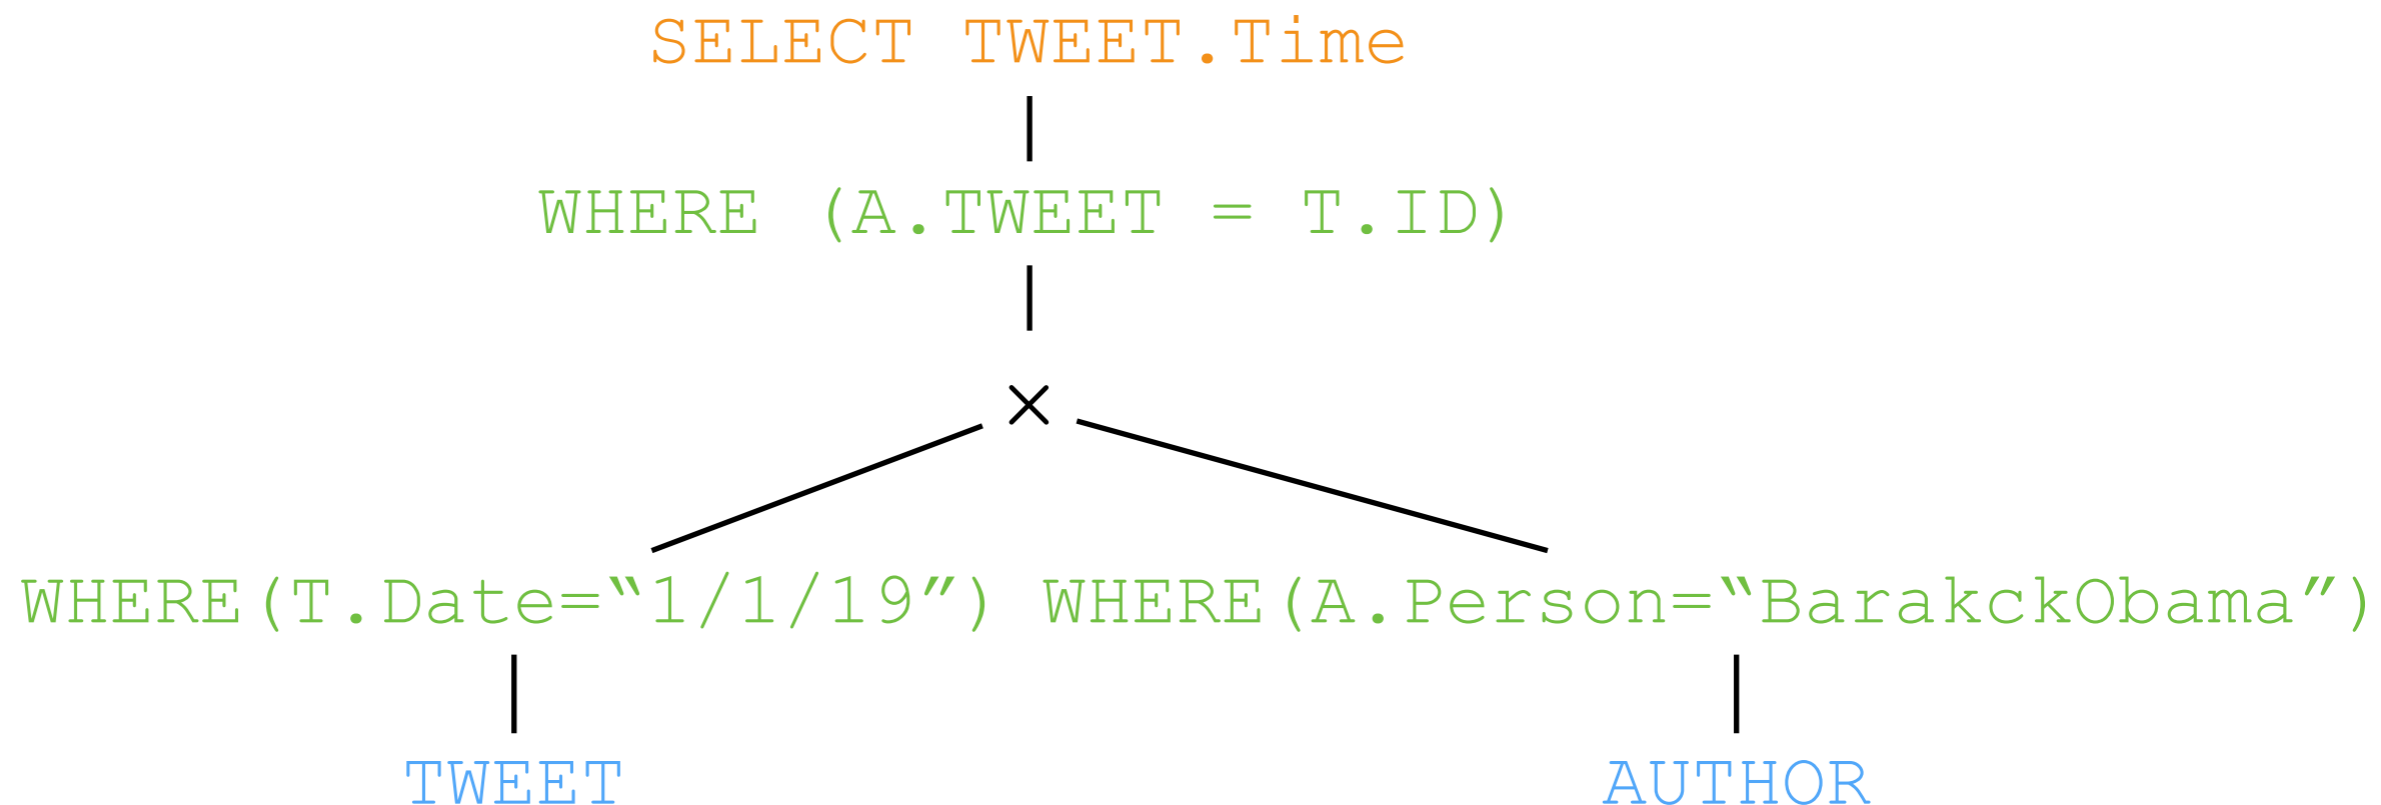 SELECT TWEET.Time
WHERE (A.TWEET = T.ID)
×
WHERE(T.Date=“1/1/19”) WHERE(A.Person=“BarakckObama”)
TWEET AUTHOR